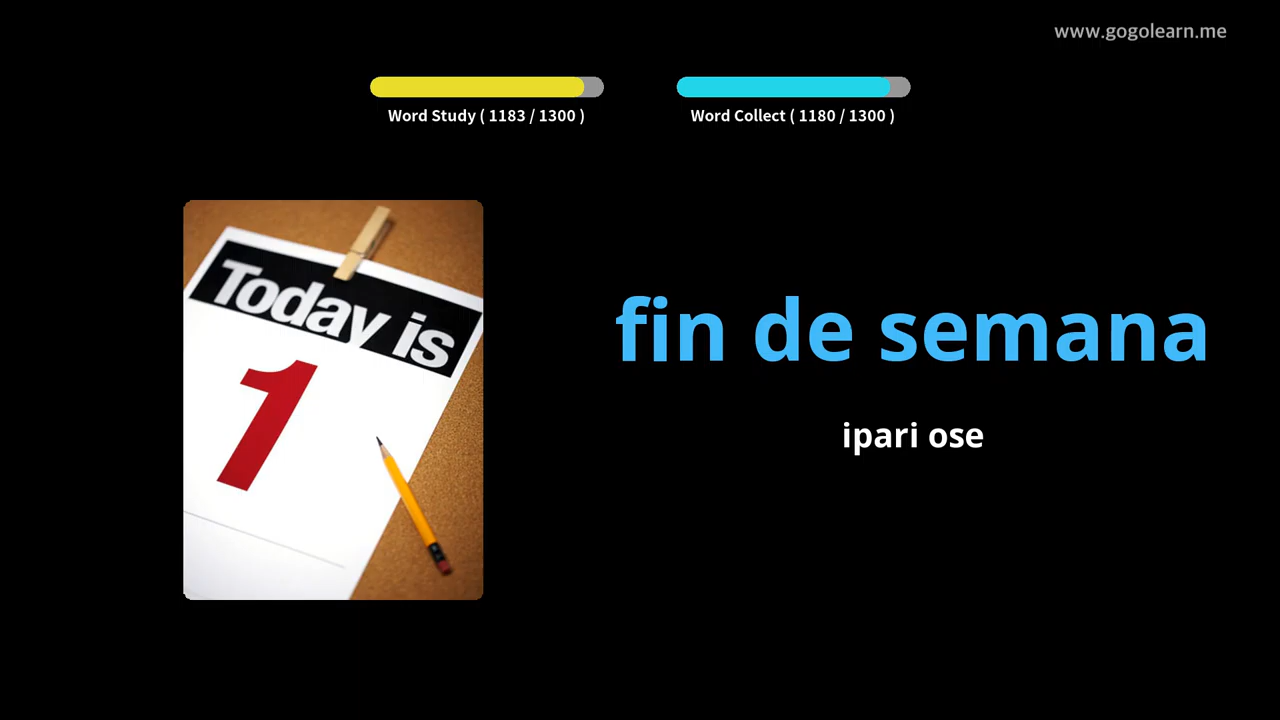 www.gogolearn.me
Word Study ( 1183 / 1300 )
Word Collect ( 1180 / 1300 )
Today is
1
fin de semana
ipari ose